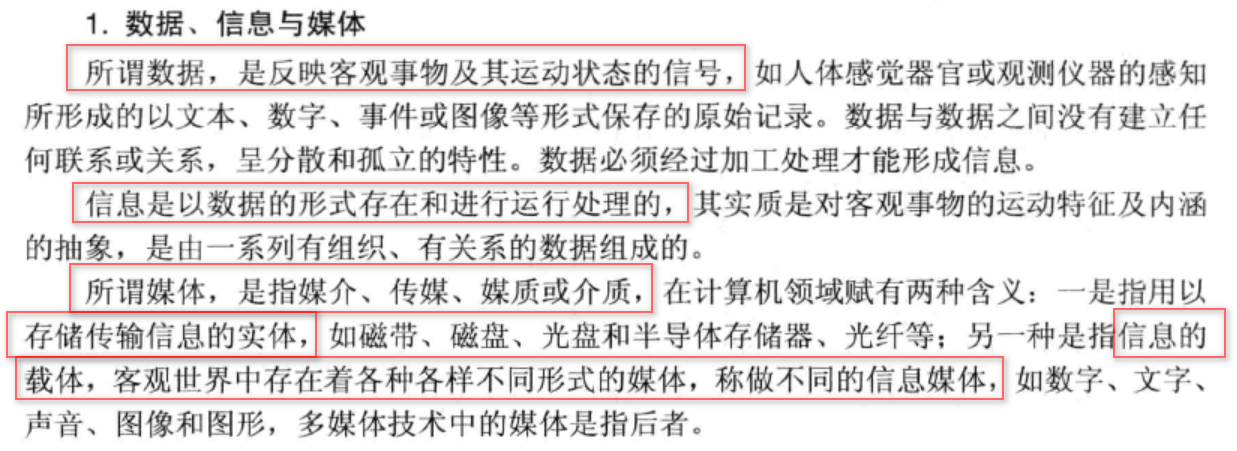 1. 数据、信息与媒体
所谓数据，是反映客观事物及其运动状态的信号，如人体感觉器官或观测仪器的感知
所形成的以文本、数字、事件或图像等形式保存的原始记录。数据与数据之间没有建立任
何联系或关系，呈分散和孤立的特性。数据必须经过加工处理才能形成信息。
信息是以数据的形式存在和进行运行处理的，其实质是对客观事物的运动特征及内涵
的抽象，是由一系列有组织、有关系的数据组成的。
所谓媒体，是指媒介、传媒、媒质或介质，在计算机领域赋有两种含义：一是指用以
存储传输信息的实体，如磁带、磁盘、光盘和半导体存储器、光纤等；另一种是指信息的
载体，客观世界中存在着各种各样不同形式的媒体，称做不同的信息媒体，如数字、文字、
声音、图像和图形，多媒体技术中的媒体是指后者。